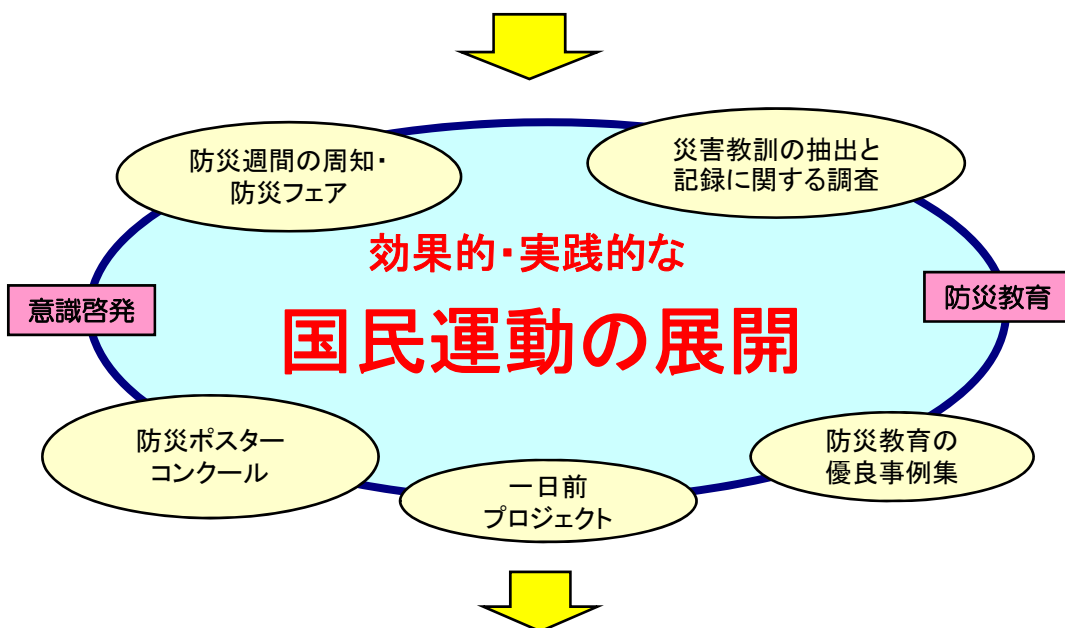 防災週間の周知・
防災フェア
災害教訓の抽出と
記録に関する調査
効果的・実践的な
意識啓発
防災教育
国民運動の展開
防災ポスター
コンクール
防災教育の
優良事例集
一日前
プロジェクト